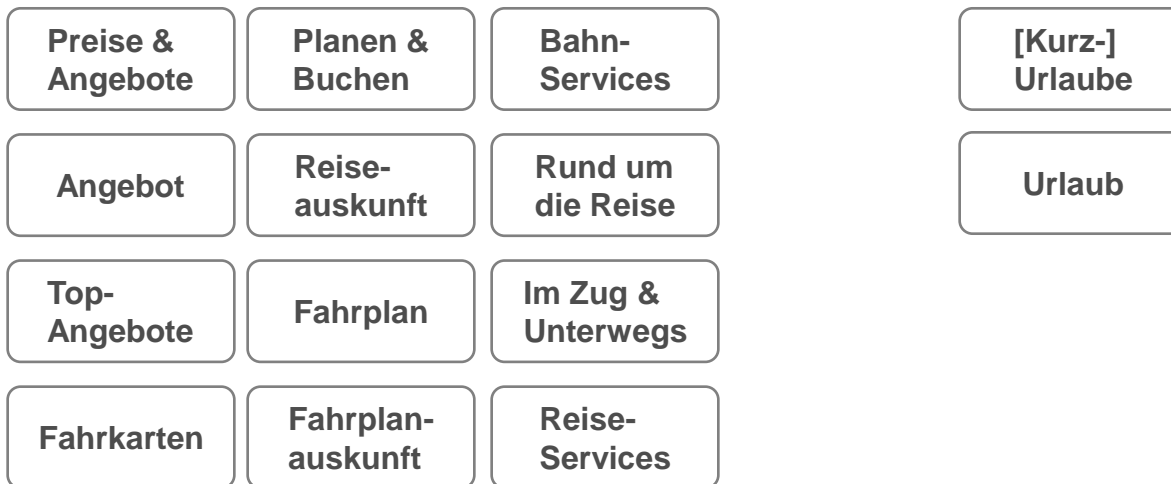 Preise &
Angebote
Planen &
Buchen
Bahn-
Services
[Kurz-]
Urlaube
Angebot
Reise-
auskunft
Rund um
die Reise
Urlaub
Top-
Angebote
Fahrplan
Im Zug &
Unterwegs
Fahrkarten
Fahrplan-
auskunft
Reise-
Services